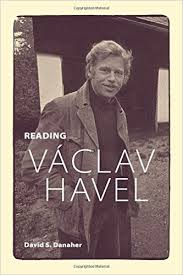 READING
VÁCLAV
HAVEL
David S. Danaher